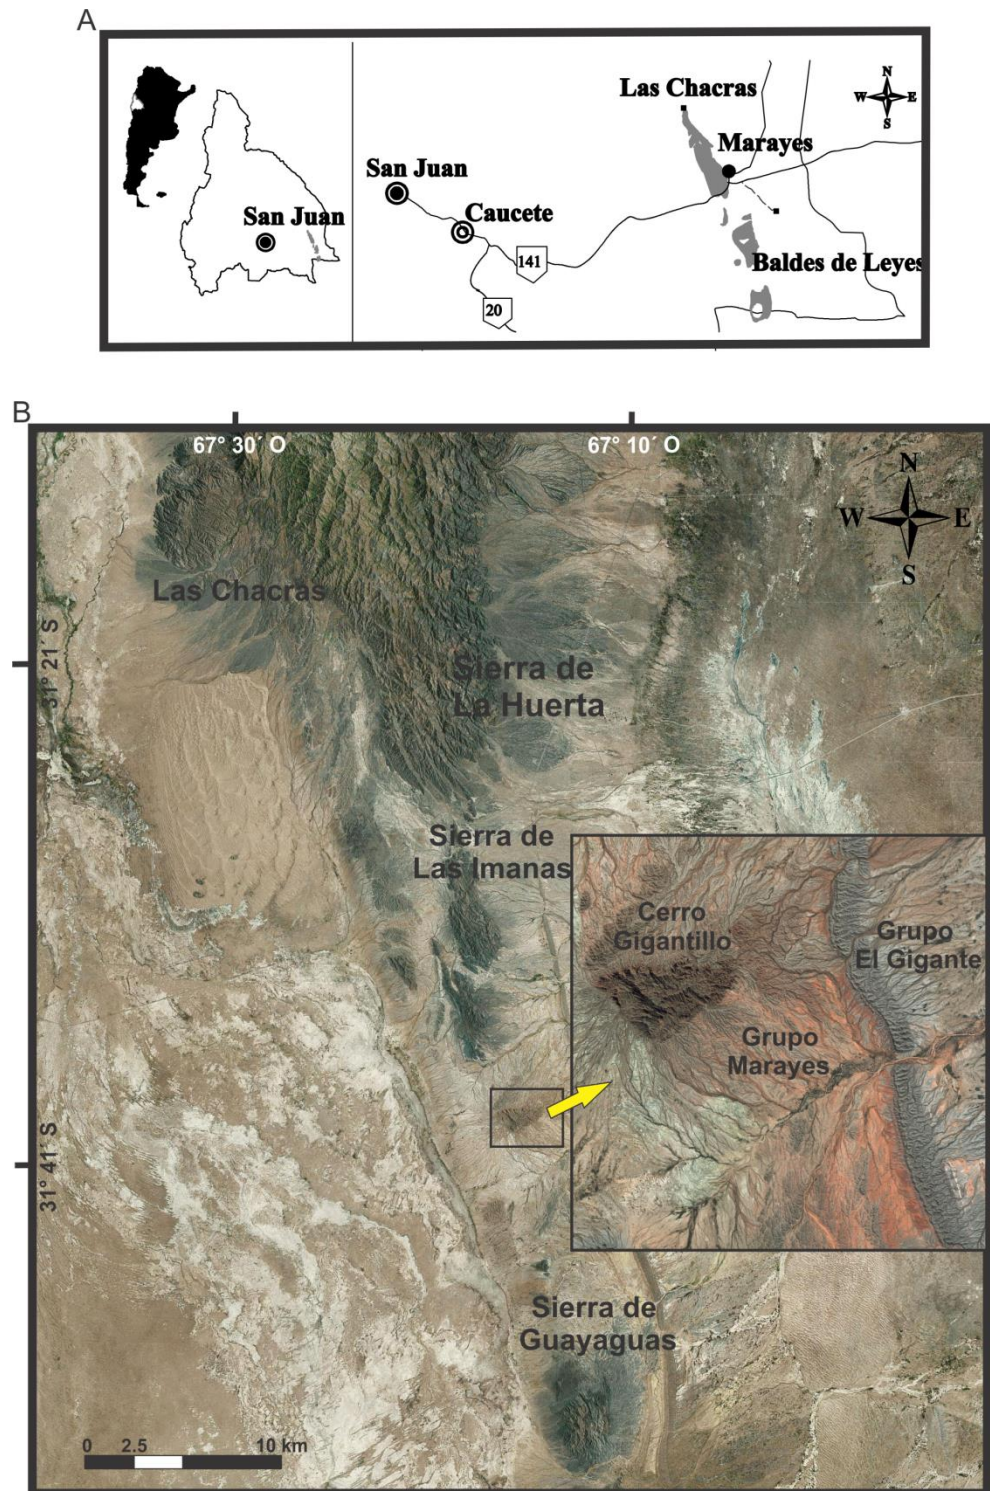 A
San Juan
San Juan
Caucete
141
20
Las Chacras
Marayes
Baldes de Leyes
N
W E
S
B
67° 30´ O
67° 10´ O
N
W E
S
Las Chacras
31° 21´ S
Sierra de
La Huerta
Sierra de
Las Imanas
Cerro
Gigantillo
Grupo
El Gigante
Grupo
Marayes
31° 41´ S
Sierra de
Guayaguas
0 2.5 10 km